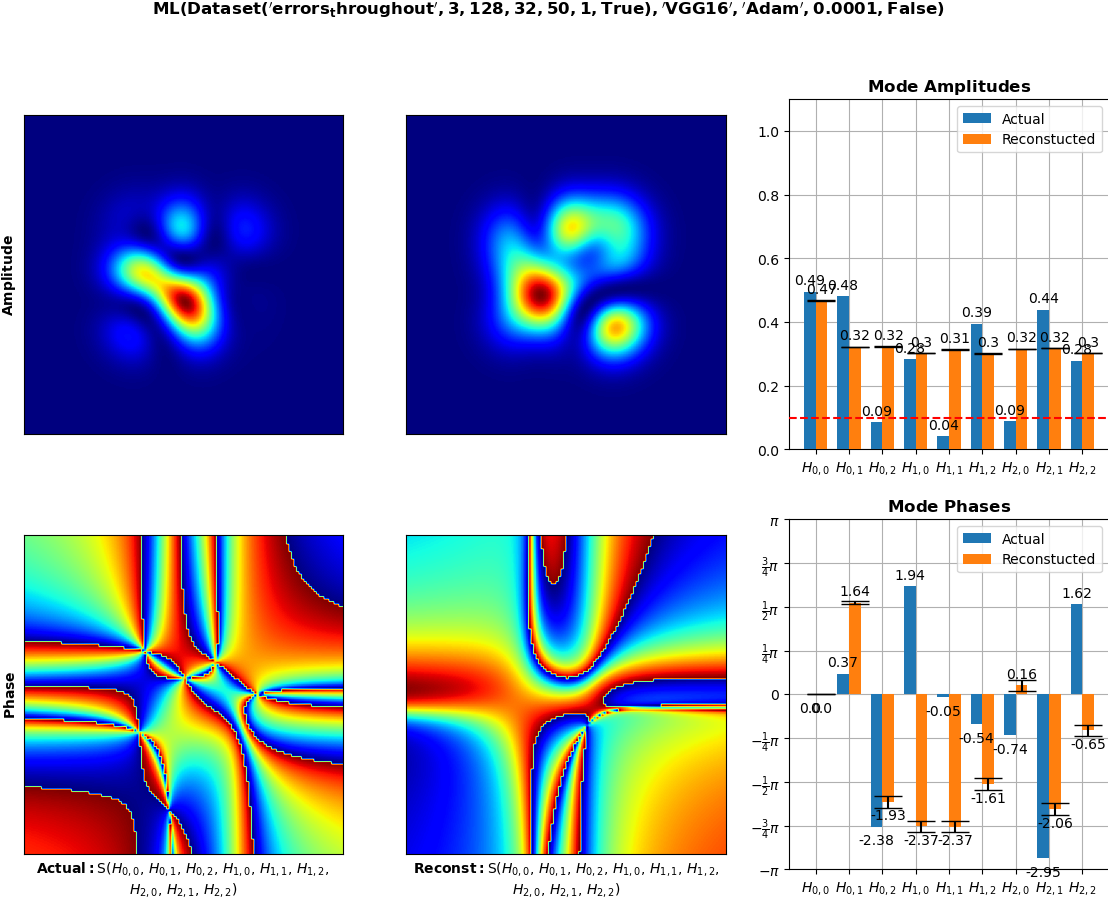 ML(Dataset('errors_throughout', 3, 128, 32, 50, 1, True), 'VGG16', 'Adam', 0.0001, False)
Amplitude
Mode Amplitudes
Actual
Reconstucted
1.0
0.8
0.6
0.4
0.2
0.0
0.49 0.48 0.09 0.28 0.04 0.39 0.09 0.44 0.28
0.47 0.32 0.32 0.3 0.31 0.3 0.32 0.32 0.3
H0,0 H0,1 H0,2 H1,0 H1,1 H1,2 H2,0 H2,1 H2,2
Phase
Actual: S(H0,0, H0,1, H0,2, H1,0, H1,1, H1,2,
H2,0, H2,1, H2,2)
Reconst: S(H0,0, H0,1, H0,2, H1,0, H1,1, H1,2,
H2,0, H2,1, H2,2)
Mode Phases
Actual
Reconstucted
π
3/4π
1/2π
1/4π
0
−1/4π
−1/2π
−3/4π
−π
0.0 0.37 -2.38 1.94 -0.05 -0.54 -0.74 -2.95 1.62
0.0 1.64 -1.93 -2.37 -2.37 -1.61 0.16 -2.06 -0.65
H0,0 H0,1 H0,2 H1,0 H1,1 H1,2 H2,0 H2,1 H2,2